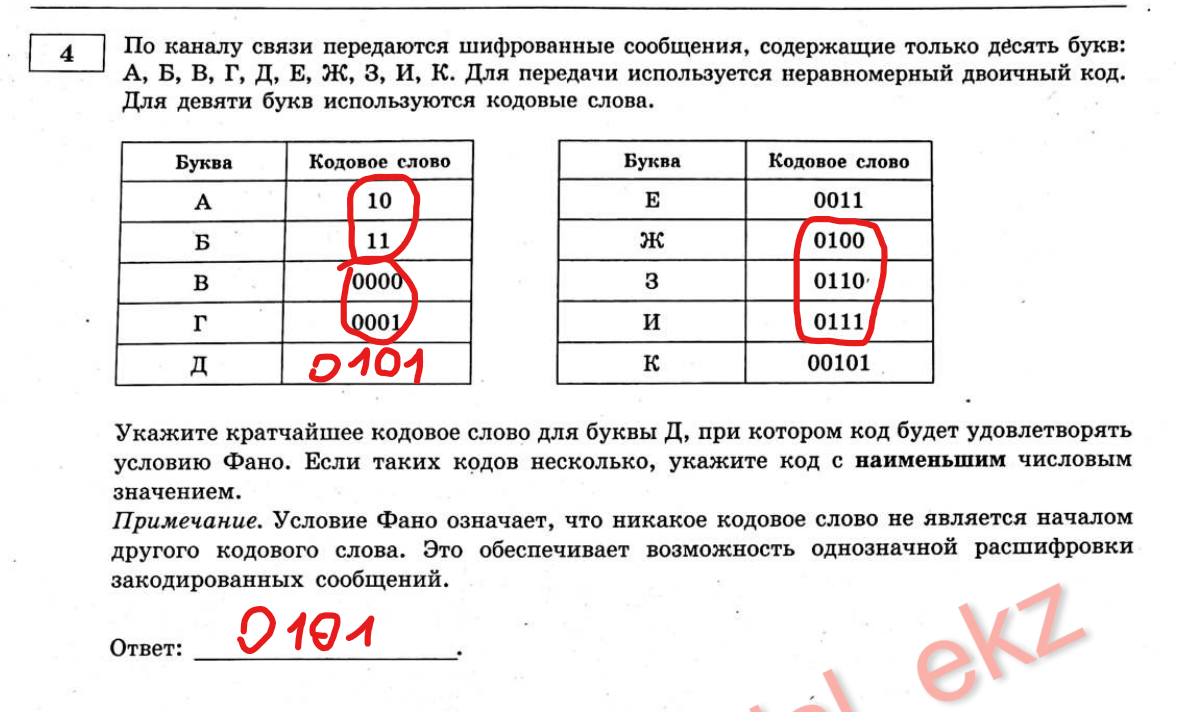 4
По каналу связи передаются шифрованные сообщения, содержащие только десять букв:
А, Б, В, Г, Д, Е, Ж, З, И, К. Для передачи используется неравномерный двоичный код.
Для девяти букв используются кодовые слова.
Буква Кодовое слово
А 10
Б 11
В 0000
Г 0001
Д 0101
Буква Кодовое слово
Е 0011
Ж 0100
З 0110
И 0111
К 00101
Укажите кратчайшее кодовое слово для буквы Д, при котором код будет удовлетворять
условию Фано. Если таких кодов несколько, укажите код с наименьшим числовым
значением.
Примечание. Условие Фано означает, что никакое кодовое слово не является началом
другого кодового слова. Это обеспечивает возможность однозначной расшифровки
закодированных сообщений.
Ответ: 0101.
ekz